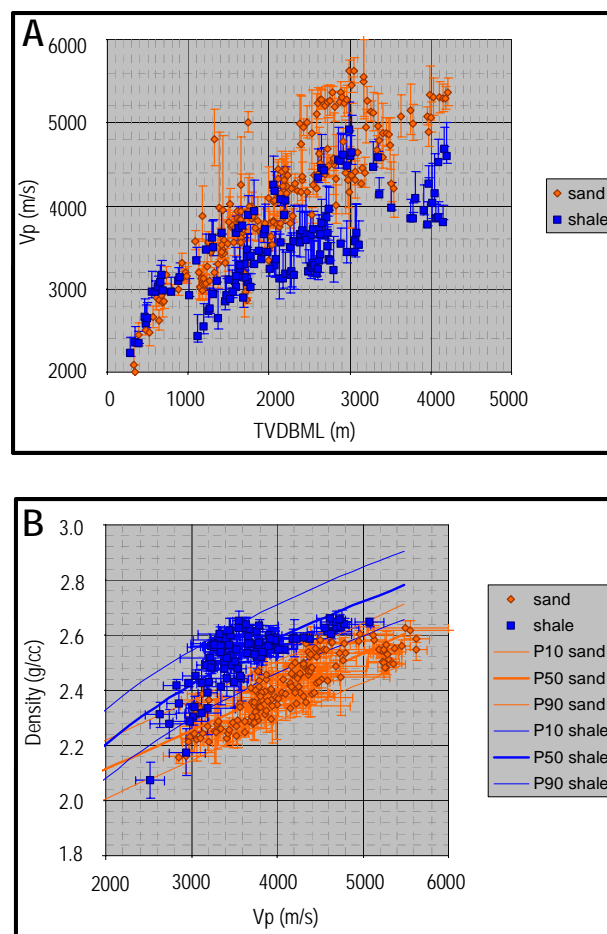 A
6000
5000
4000
3000
2000
Vp (m/s)
0 1000 2000 3000 4000 5000
TVDBML (m)
sand
shale
B
3.0
2.8
2.6
2.4
2.2
2.0
1.8
Density (g/cc)
2000 3000 4000 5000 6000
Vp (m/s)
sand
shale
P10 sand
P50 sand
P90 sand
P10 shale
P50 shale
P90 shale